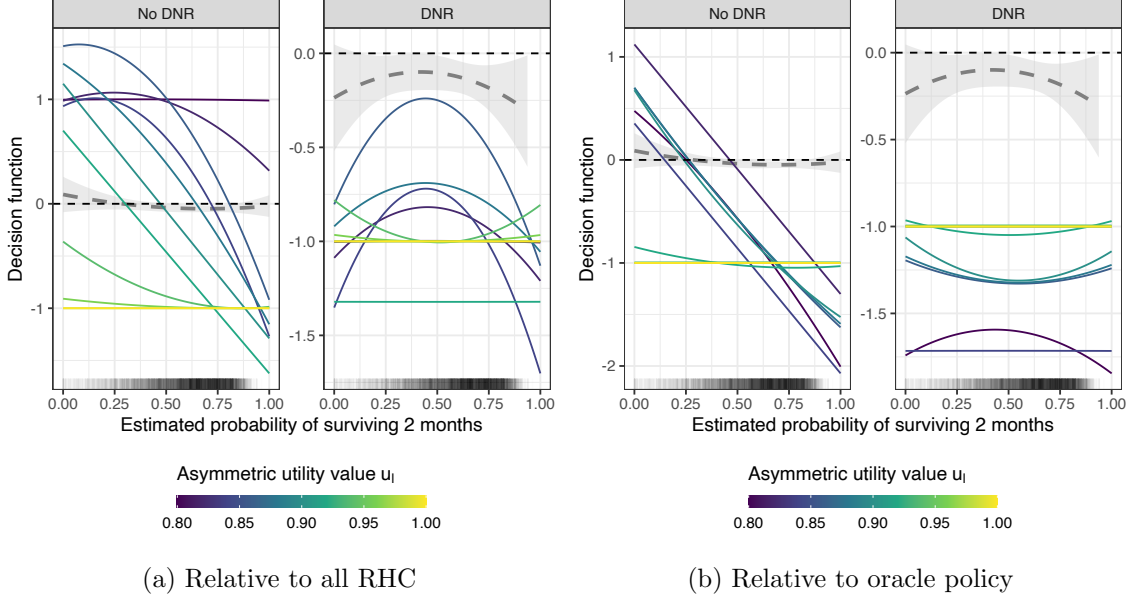 No DNR
DNR
Decision function
1
0
-1
0.0
-0.5
-1.0
-1.5
0.00 0.25 0.50 0.75 1.00
0.00 0.25 0.50 0.75 1.00
Estimated probability of surviving 2 months
Asymmetric utility value uₗ
0.80 0.85 0.90 0.95 1.00
(a) Relative to all RHC
No DNR
DNR
Decision function
1
0
-1
-2
0.0
-0.5
-1.0
-1.5
0.00 0.25 0.50 0.75 1.00
0.00 0.25 0.50 0.75 1.00
Estimated probability of surviving 2 months
Asymmetric utility value uₗ
0.80 0.85 0.90 0.95 1.00
(b) Relative to oracle policy